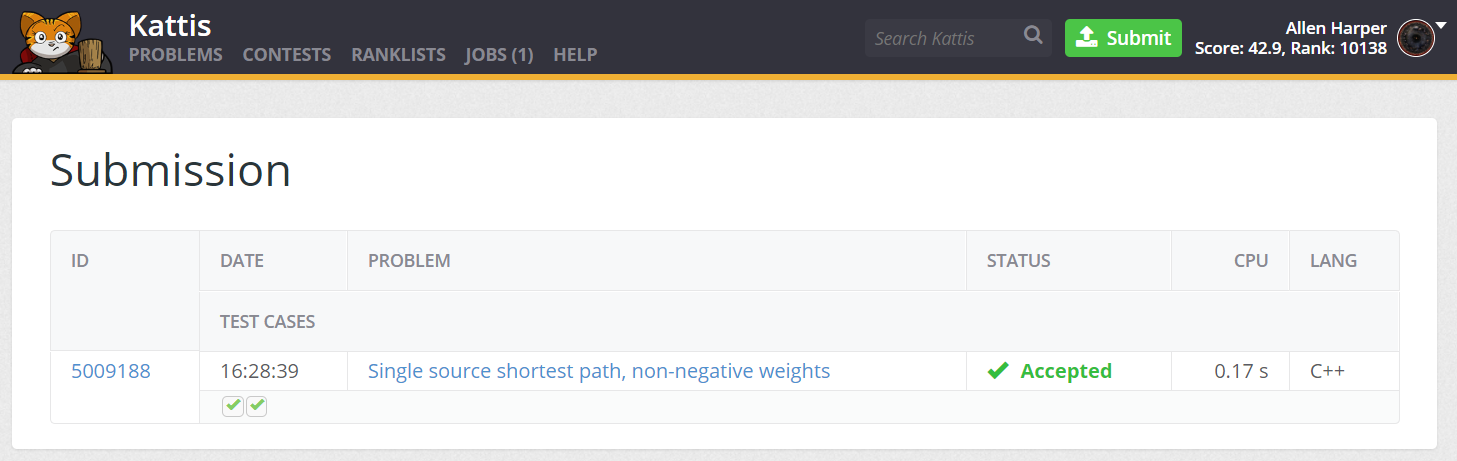 Kattis
PROBLEMS CONTESTS RANKLISTS JOBS (1) HELP
Search Kattis
Submit
Allen Harper
Score: 42.9, Rank: 10138
Submission
ID DATE PROBLEM STATUS CPU LANG
TEST CASES
5009188 16:28:39 Single source shortest path, non-negative weights Accepted 0.17 s C++